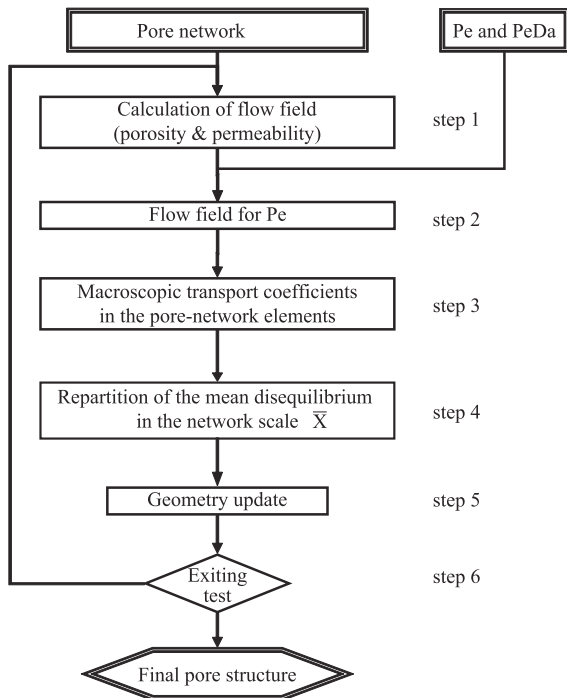 Pore network
Pe and PeDa
Calculation of flow field
(porosity & permeability)
step 1
Flow field for Pe
step 2
Macroscopic transport coefficients
in the pore-network elements
step 3
Repartition of the mean disequilibrium
in the network scale X̅
step 4
Geometry update
step 5
Exiting
test
step 6
Final pore structure